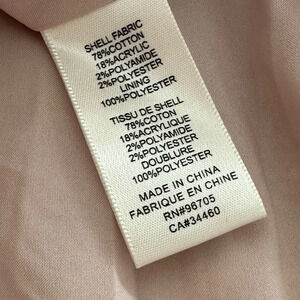 SHELL FABRIC
78%COTTON
18%ACRYLIC
2%POLYAMIDE
2%POLYESTER
LINING
100%POLYESTER
TISSU DE SHELL
78%COTON
18%ACRYLIQUE
2%POLYAMIDE
2%POLYESTER
DOUBLURE
100%POLYESTER
MADE IN CHINA
FABRIQUE EN CHINE
RN#96705
CA#34460